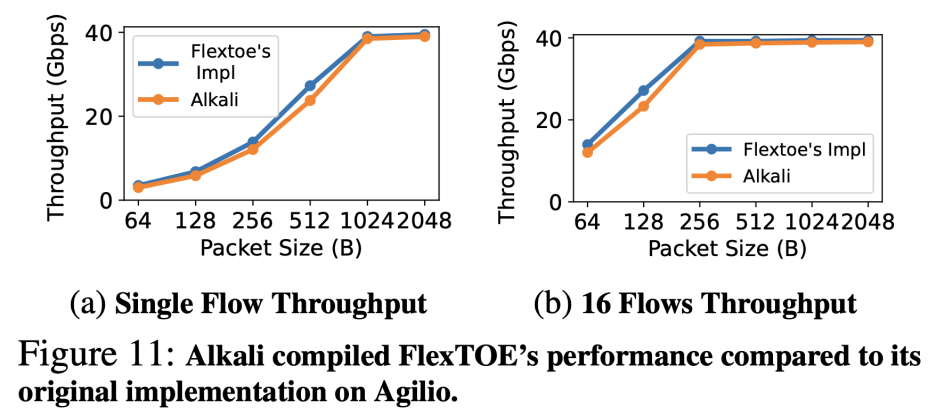 Throughput (Gbps)
40
20
0
Flextoe's
Impl
Alkali
64 128 256 512 1024 2048
Packet Size (B)
(a) Single Flow Throughput
Throughput (Gbps)
40
20
0
Flextoe's Impl
Alkali
64 128 256 512 1024 2048
Packet Size (B)
(b) 16 Flows Throughput
Figure 11: Alkali compiled FlexTOE's performance compared to its
original implementation on Agilio.